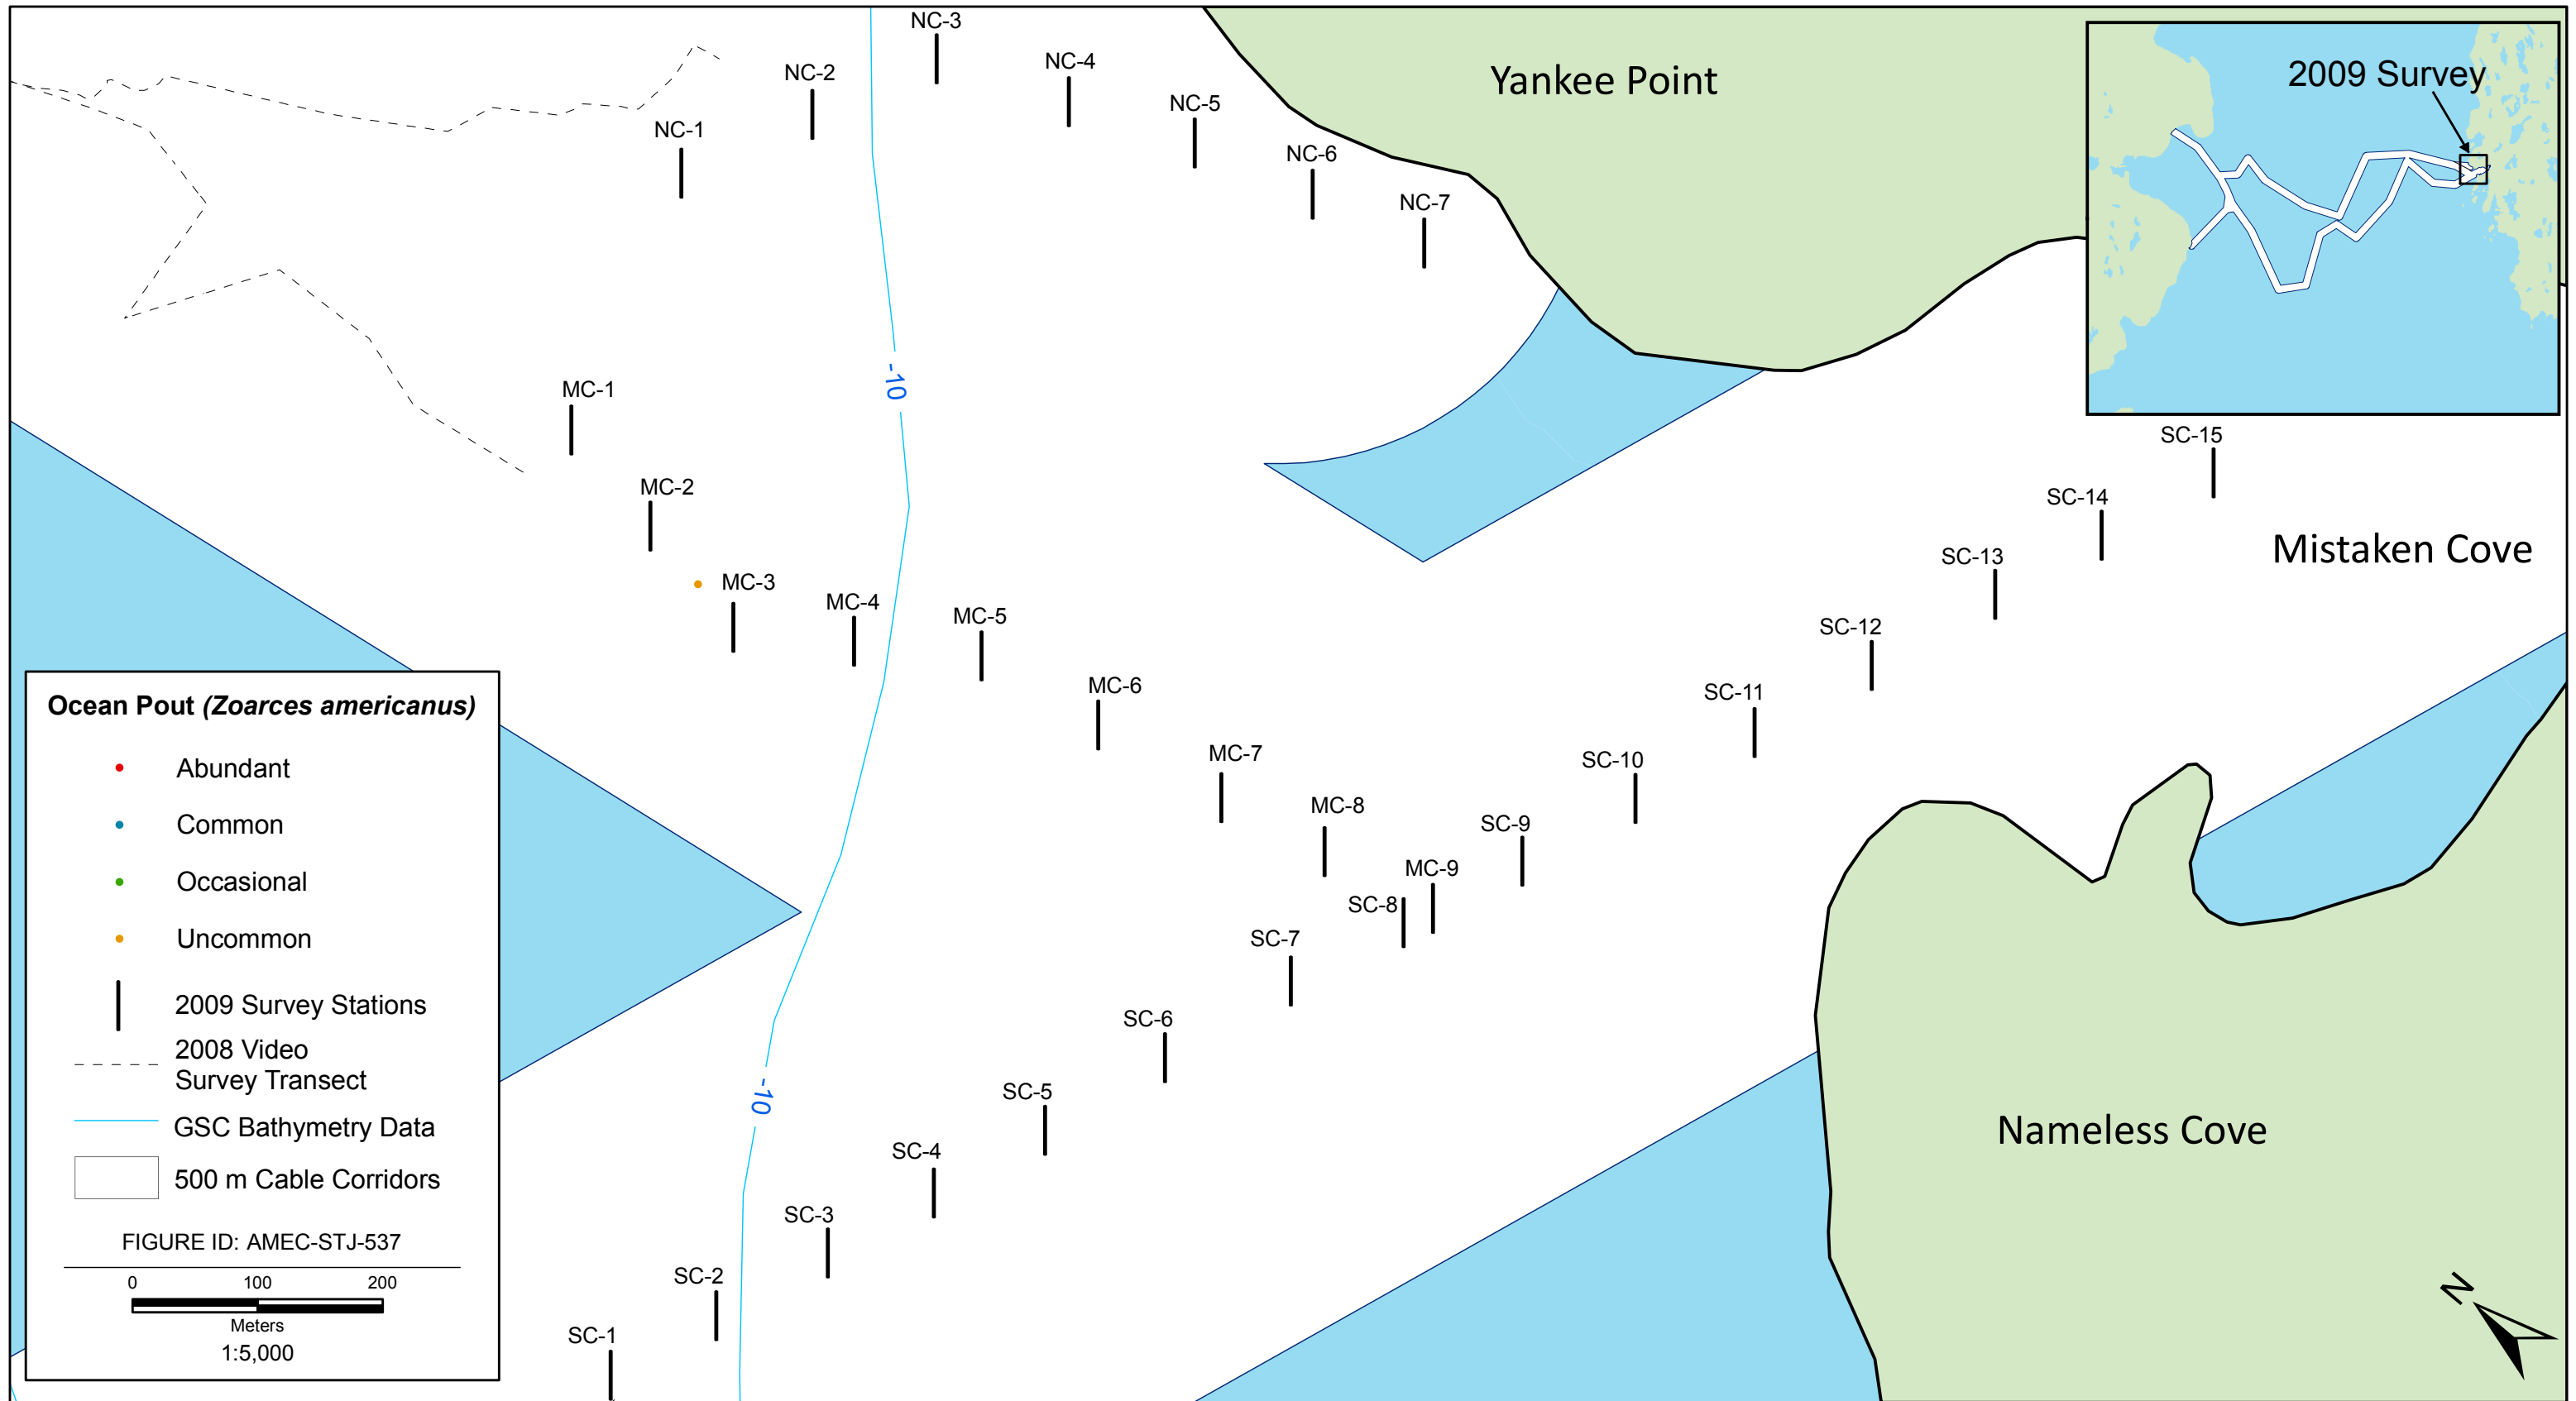 NC-3
NC-4
NC-2
NC-5
NC-1
NC-6
NC-7
Yankee Point
2009 Survey
-10
MC-1
MC-2
MC-3
MC-4
MC-5
MC-6
MC-7
MC-8
MC-9
SC-15
SC-14
SC-13
SC-12
SC-11
SC-10
SC-9
SC-8
SC-7
SC-6
SC-5
SC-4
SC-3
SC-2
SC-1
Mistaken Cove
Nameless Cove
-10
N
Ocean Pout (Zoarces americanus)
Abundant
Common
Occasional
Uncommon
2009 Survey Stations
2008 Video
Survey Transect
GSC Bathymetry Data
500 m Cable Corridors
FIGURE ID: AMEC-STJ-537
0 100 200
Meters
1:5,000